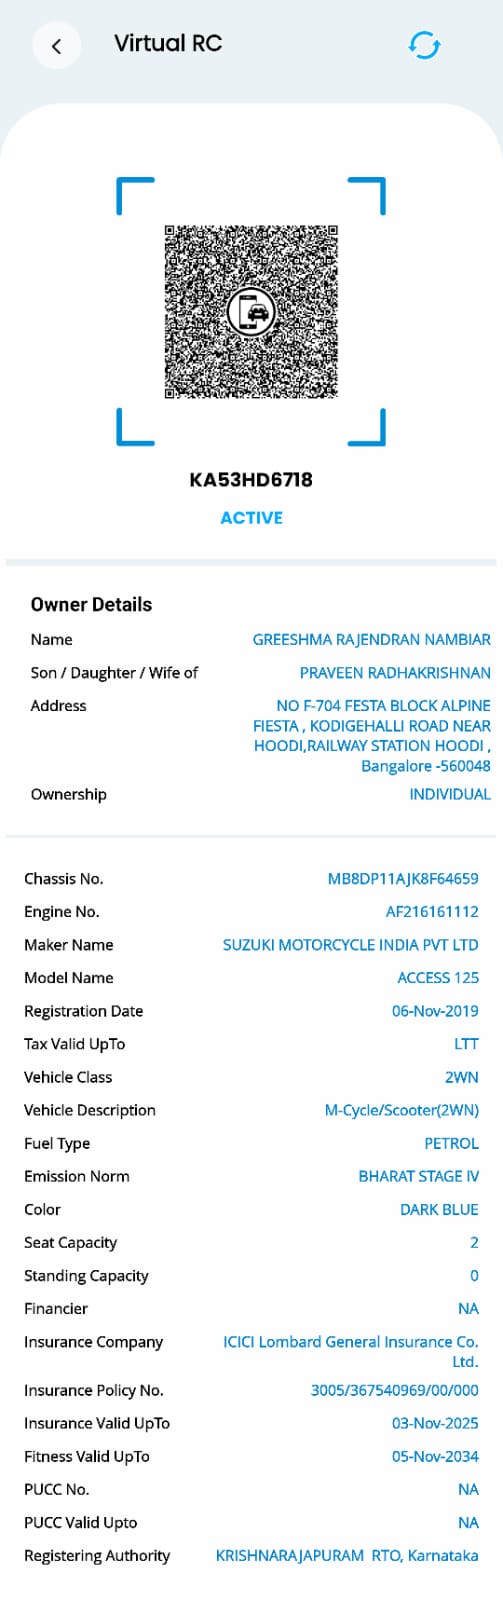 Virtual RC
KA53HD6718
ACTIVE
Owner Details
Name GREESHMA RAJENDRAN NAMBIAR
Son / Daughter / Wife of PRAVEEN RADHAKRISHNAN
Address NO F-704 FESTA BLOCK ALPINE
FIESTA , KODIGEHALLI ROAD NEAR
HOODI,RAILWAY STATION HOODI ,
Bangalore -560048
Ownership INDIVIDUAL
Chassis No. MB8DP11AJK8F64659
Engine No. AF216161112
Maker Name SUZUKI MOTORCYCLE INDIA PVT LTD
Model Name ACCESS 125
Registration Date 06-Nov-2019
Tax Valid UpTo LTT
Vehicle Class 2WN
Vehicle Description M-Cycle/Scooter(2WN)
Fuel Type PETROL
Emission Norm BHARAT STAGE IV
Color DARK BLUE
Seat Capacity 2
Standing Capacity 0
Financier NA
Insurance Company ICICI Lombard General Insurance Co.
Ltd.
Insurance Policy No. 3005/367540969/00/000
Insurance Valid UpTo 03-Nov-2025
Fitness Valid UpTo 05-Nov-2034
PUCC No. NA
PUCC Valid Upto NA
Registering Authority KRISHNARAJAPURAM RTO, Karnataka